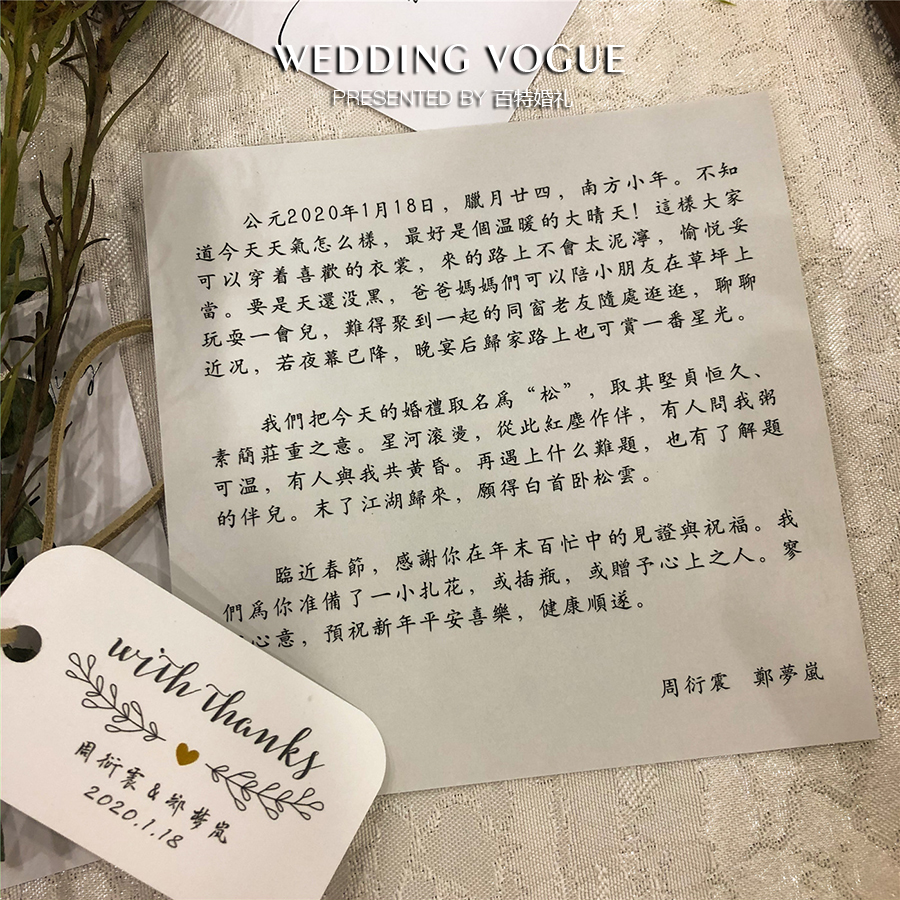 WEDDING VOGUE
PRESENTED BY 百特婚礼
公元2020年1月18日，臘月廿四，南方小年。不知
道今天天氣怎么樣，最好是個温暖的大晴天！這樣大家
可以穿着喜歡的衣裳，來的路上不會太泥濘，愉悦妥
當。要是天還没黑，爸爸媽媽們可以陪小朋友在草坪上
玩耍一會兒，難得聚到一起的同窗老友隨處逛逛，聊聊
近况，若夜幕已降，晚宴后歸家路上也可賞一番星光。
我們把今天的婚禮取名爲“松”，取其堅貞恒久、
素簡莊重之意。星河滚燙，從此紅塵作伴，有人問我粥
可温，有人與我共黄昏。再遇上什么難題，也有了解題
的伴兒。末了江湖歸來，願得白首卧松雲。
臨近春節，感謝你在年末百忙中的見證與祝福。我
們爲你准備了一小扎花，或插瓶，或贈予心上之人。寥
心意，預祝新年平安喜樂，健康順遂。
周衍震 鄭夢嵐
with thanks
周衍震 & 郑梦岚
2020.1.18